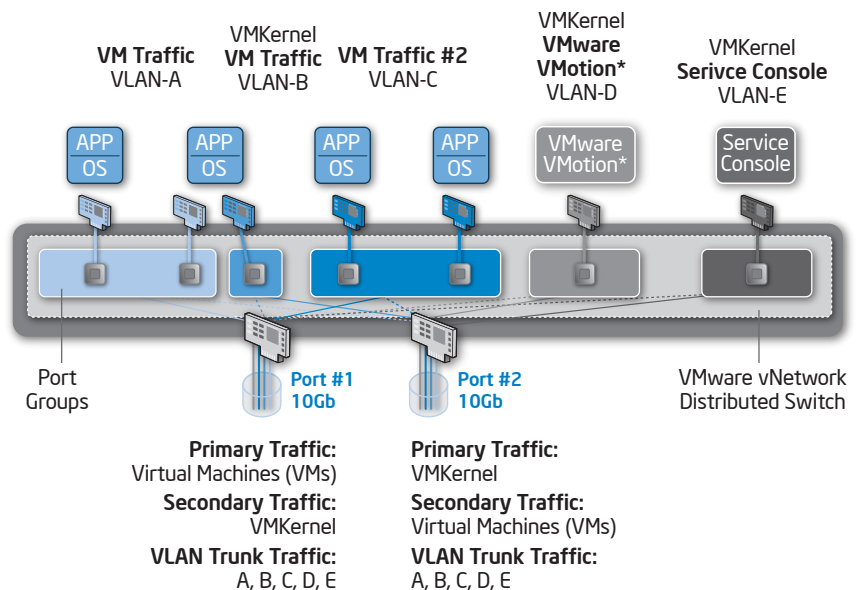 VM Traffic
VLAN-A
VMKernel
VM Traffic
VLAN-B
VM Traffic #2
VLAN-C
VMKernel
VMware
VMotion*
VLAN-D
VMKernel
Serivce Console
VLAN-E
APP
OS
APP
OS
APP
OS
APP
OS
VMware
VMotion*
Service
Console
Port
Groups
Port #1
10Gb
Port #2
10Gb
VMware vNetwork
Distributed Switch
Primary Traffic:
Virtual Machines (VMs)
Secondary Traffic:
VMKernel
VLAN Trunk Traffic:
A, B, C, D, E
Primary Traffic:
VMKernel
Secondary Traffic:
Virtual Machines (VMs)
VLAN Trunk Traffic:
A, B, C, D, E